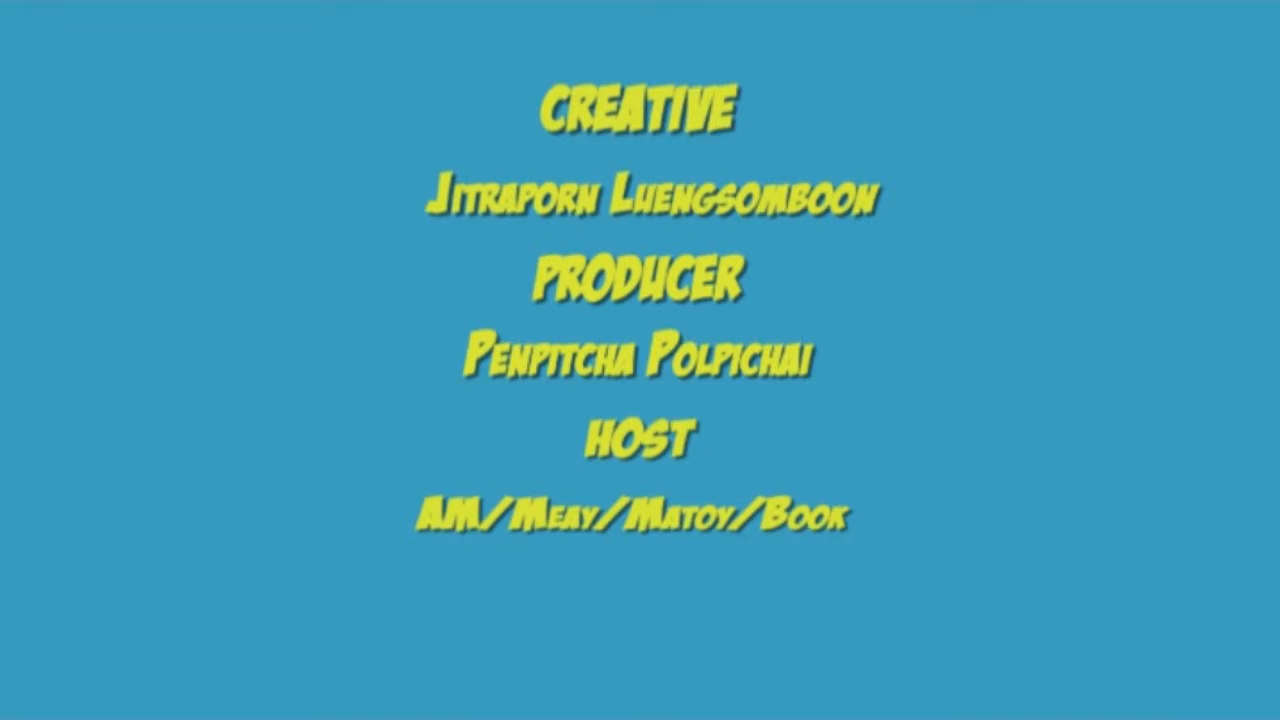 CREATIVE
Jitraporn Luengsomboon
PRODUCER
Penpitcha Polpichai
HOST
AM/Meay/Matoy/Book